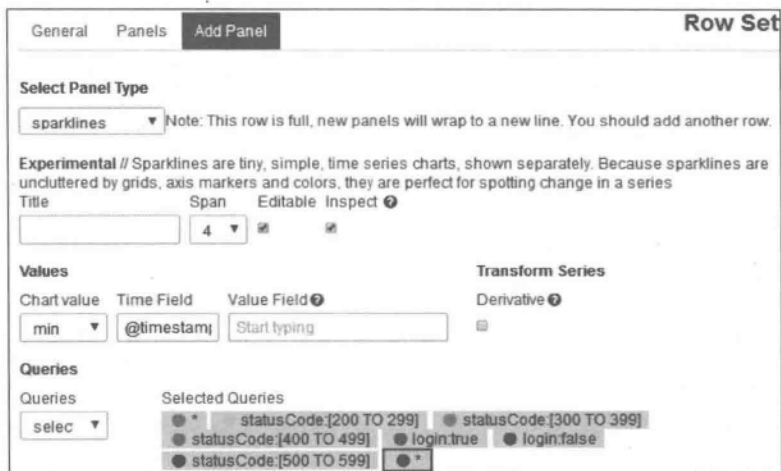 General Panels Add Panel Row Set
Select Panel Type
sparklines Note: This row is full, new panels will wrap to a new line. You should add another row.
Experimental // Sparklines are tiny, simple, time series charts, shown separately. Because sparklines are
uncluttered by grids, axis markers and colors, they are perfect for spotting change in a series
Title Span Editable Inspect
4
Values Transform Series
Chart value Time Field Value Field Derivative
min @timestam Start typing
Queries
Queries Selected Queries
selec * statusCode:[200 TO 299] statusCode:[300 TO 399]
statusCode:[400 TO 499] login:true login:false
statusCode:[500 TO 599] *